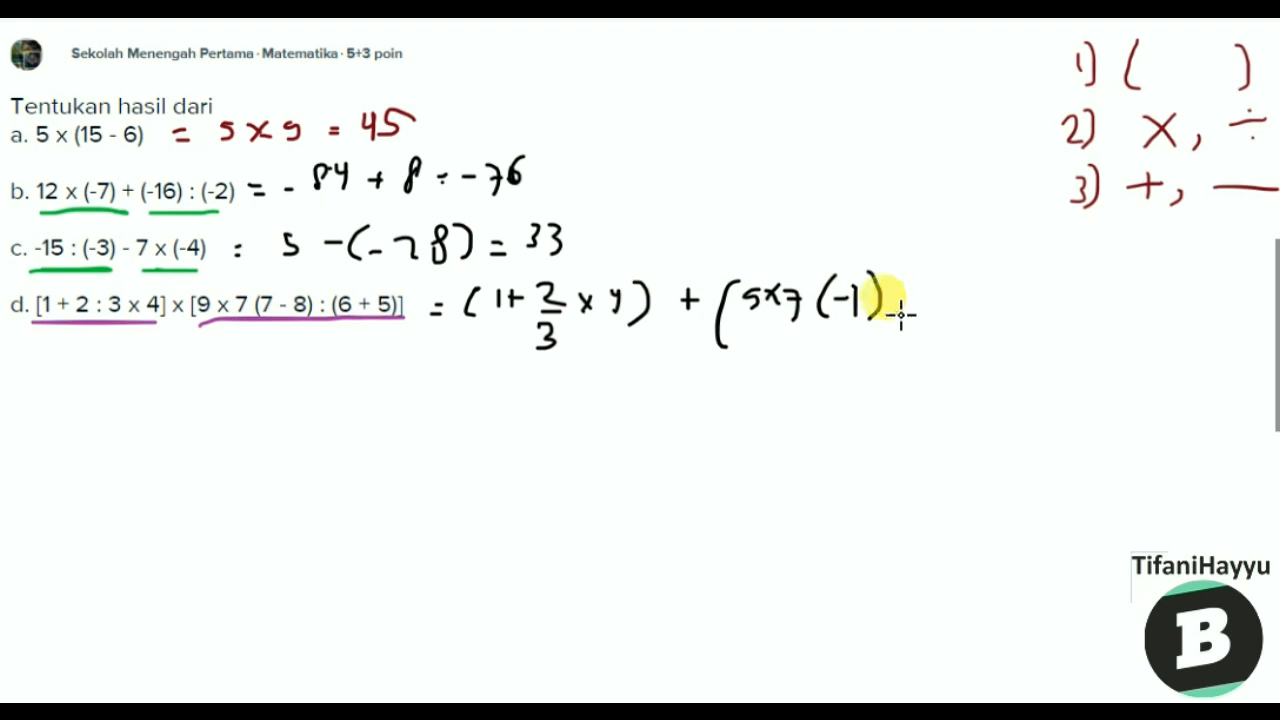 Sekolah Menengah Pertama · Matematika · 5+3 poin
Tentukan hasil dari
a. 5 x (15 - 6) = 5 x 9 = 45
b. 12 x (-7) + (-16) : (-2) = - 84 + 8 = -76
c. -15 : (-3) - 7 x (-4) = 5 -(-28) = 33
d. [1 + 2 : 3 x 4] x [9 x 7 (7 - 8) : (6 + 5)] = (1+ 2/3 x 4) + (9x7 (-1)
1) ( )
2) x, ÷
3) +, —
TifaniHayyu
B